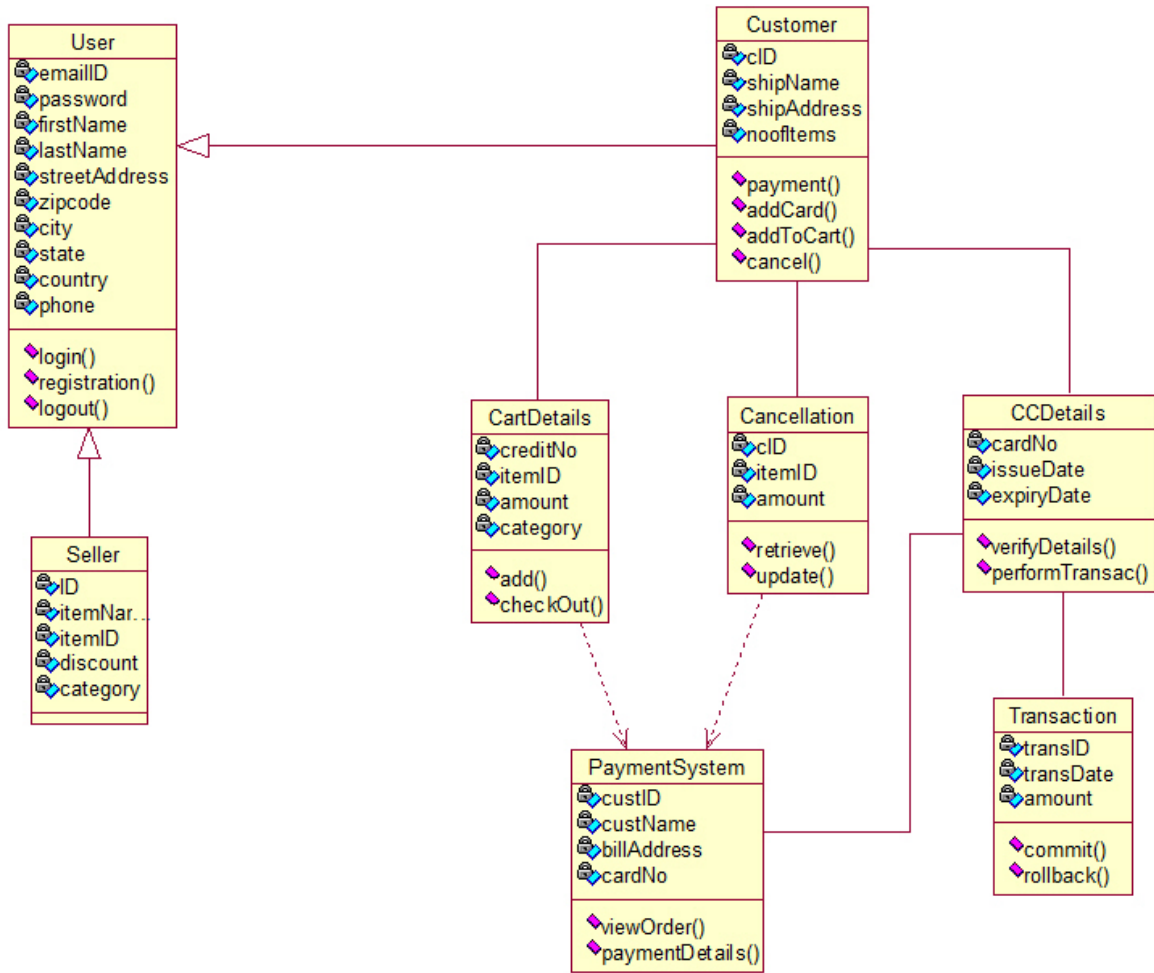 User
emailID
password
firstName
lastName
streetAddress
zipcode
city
state
country
phone
login()
registration()
logout()
Customer
cID
shipName
shipAddress
noofItems
payment()
addCard()
addToCart()
cancel()
CartDetails
creditNo
itemID
amount
category
add()
checkOut()
Cancellation
cID
itemID
amount
retrieve()
update()
CCDetails
cardNo
issueDate
expiryDate
verifyDetails()
performTransac()
Seller
ID
itemNar...
itemID
discount
category
PaymentSystem
custID
custName
billAddress
cardNo
viewOrder()
paymentDetails()
Transaction
transID
transDate
amount
commit()
rollback()